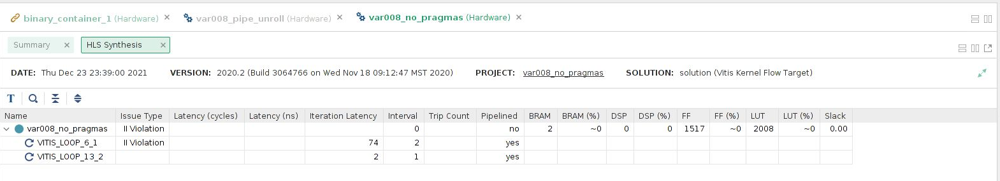 binary_container_1 (Hardware) × var008_pipe_unroll (Hardware) × var008_no_pragmas (Hardware) ×
Summary × HLS Synthesis ×
DATE: Thu Dec 23 23:39:00 2021 VERSION: 2020.2 (Build 3064766 on Wed Nov 18 09:12:47 MST 2020) PROJECT: var008_no_pragmas SOLUTION: solution (Vitis Kernel Flow Target)
T
Name Issue Type Latency (cycles) Latency (ns) Iteration Latency Interval Trip Count Pipelined BRAM BRAM (%) DSP DSP (%) FF FF (%) LUT LUT (%) Slack
var008_no_pragmas II Violation 0 no 2 ~0 0 0 1517 ~0 2008 ~0 0.00
VITIS_LOOP_6_1 II Violation 74 2 yes
VITIS_LOOP_13_2 2 1 yes